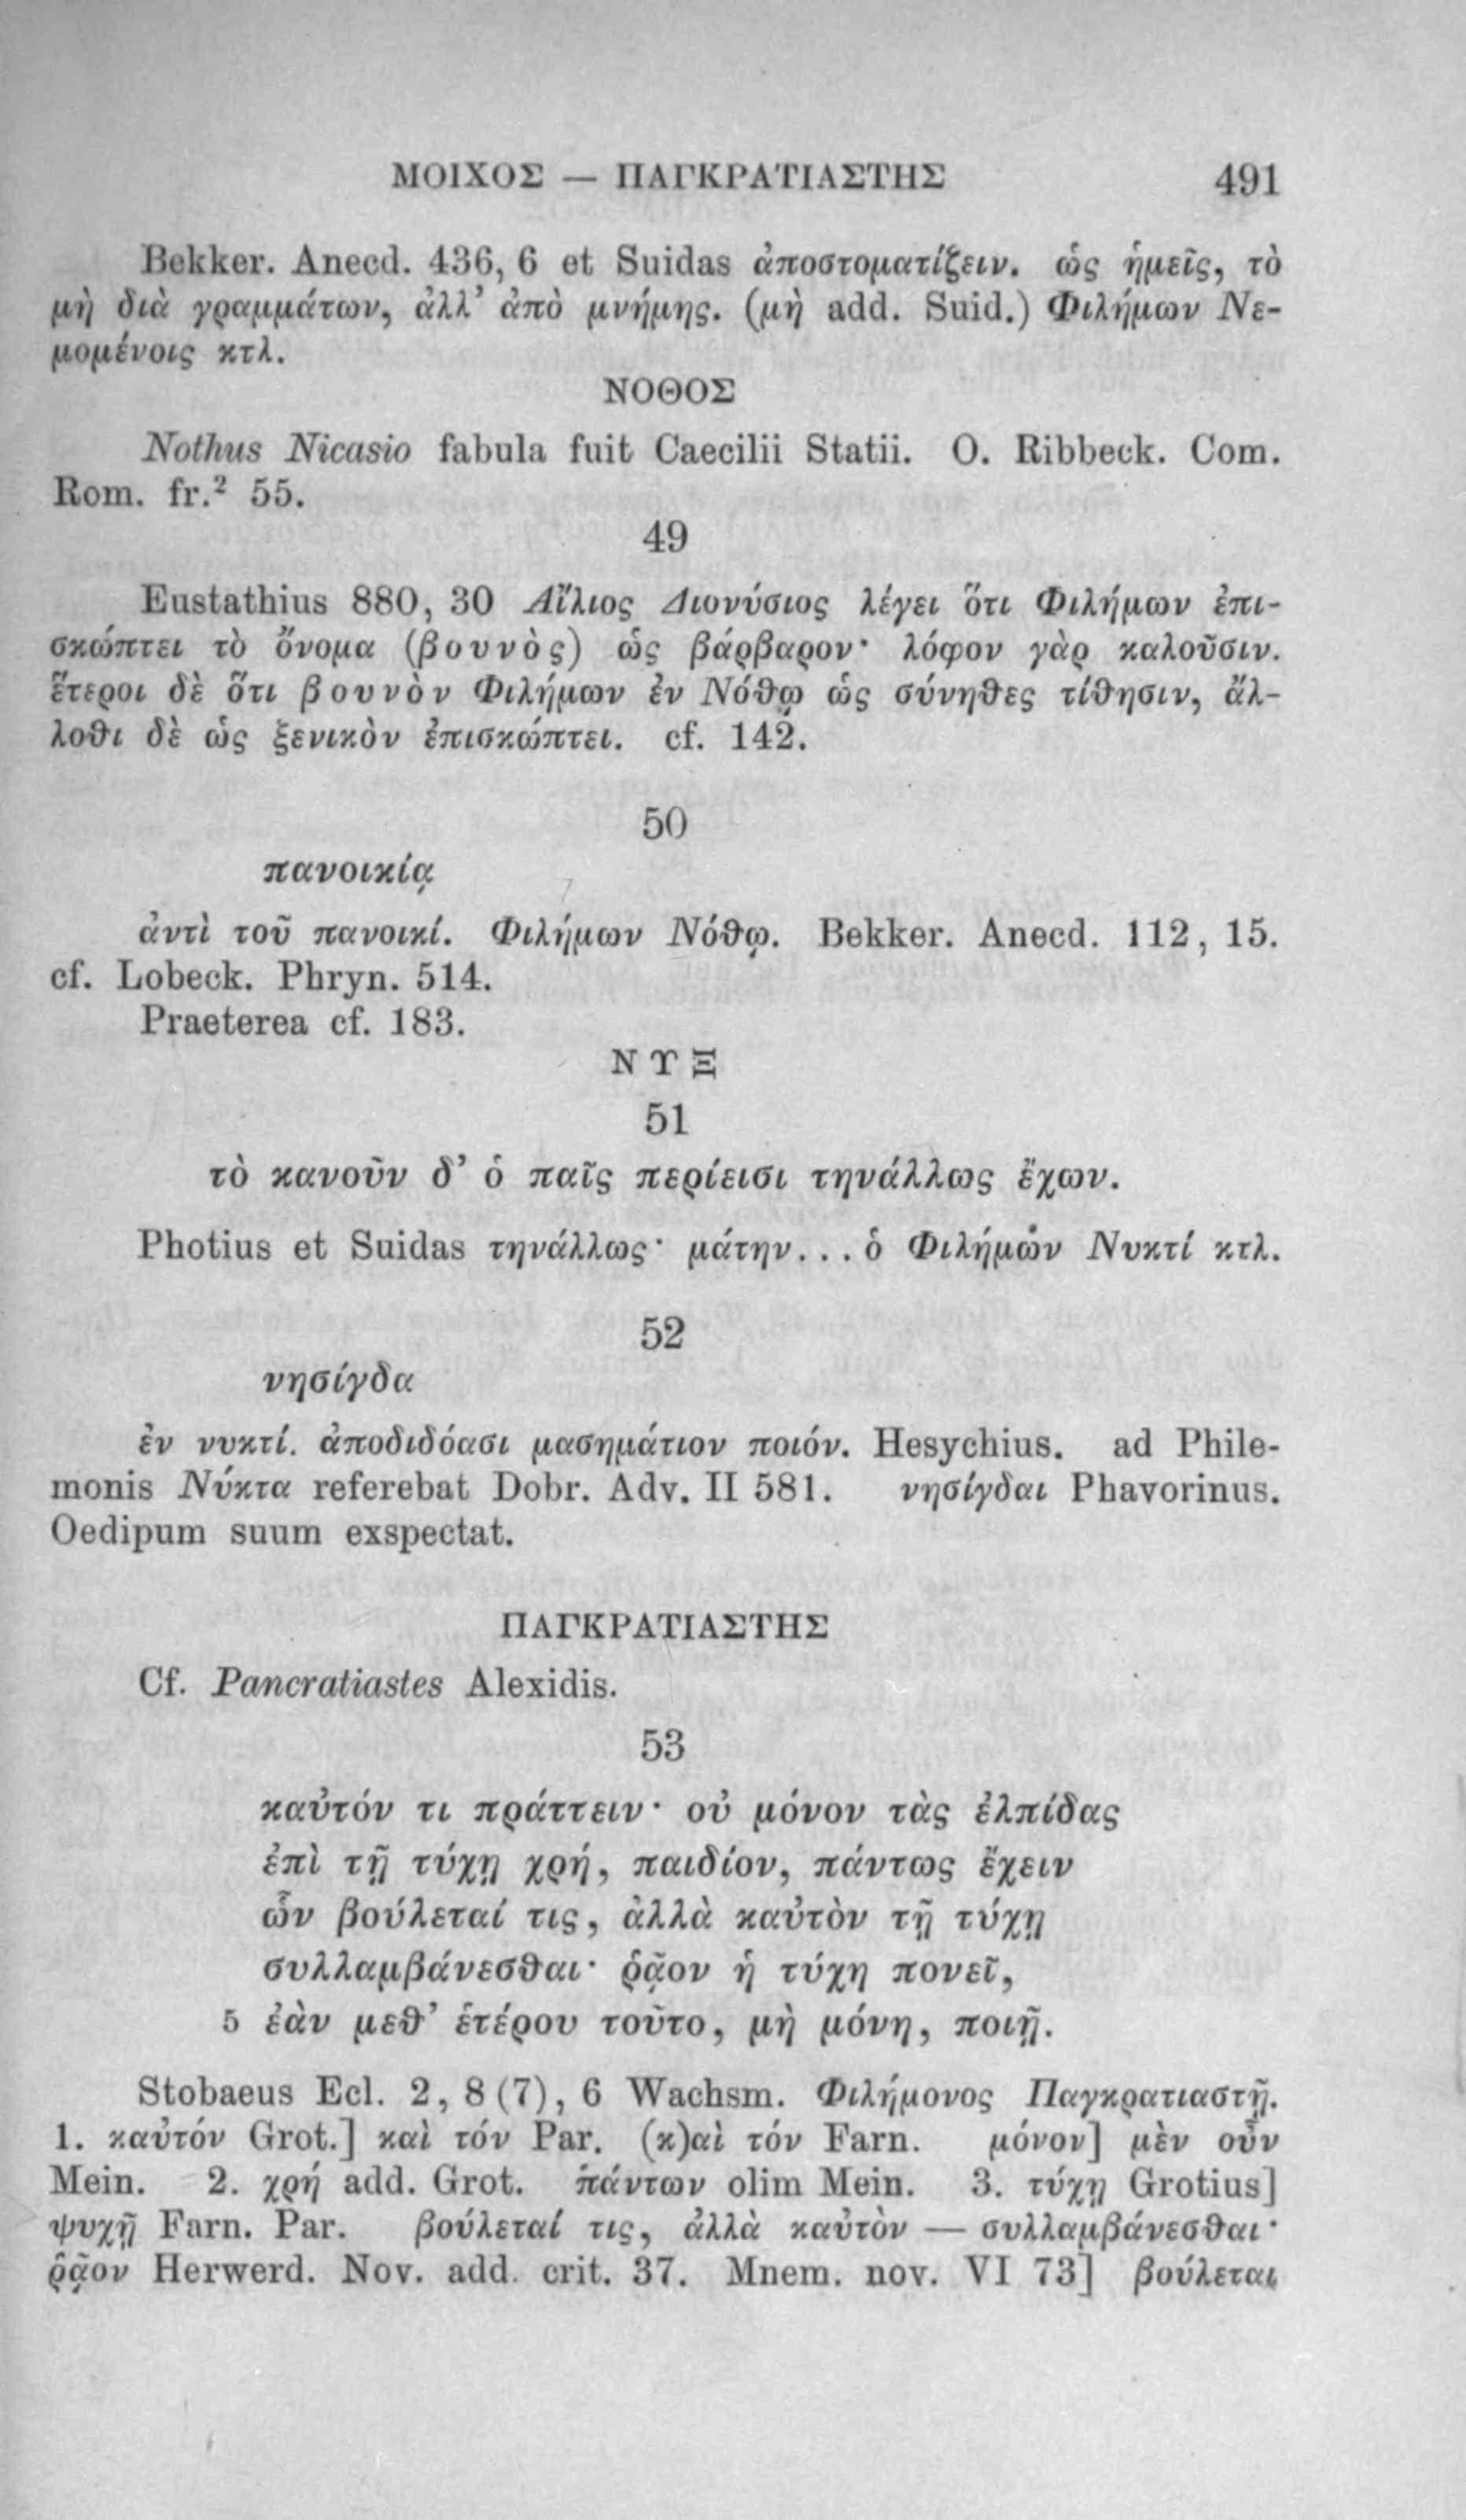 ΜΟΙΧΟΣ — ΠΑΓΚΡΑΤΙΑΣΤΗΣ 491
Bekker. Anecd. 436, 6 et Suidas ἀποστοματίζειν. ὡς ἡμεῖς, τὸ
μὴ διὰ γραμμάτων, ἀλλ’ ἀπὸ μνήμης. (μὴ add. Suid.) Φιλήμων Νε-
μομένοις κτλ.
ΝΟΘΟΣ
Nothus Nicasio fabula fuit Caecilii Statii. O. Ribbeck. Com.
Rom. fr.² 55.
49
Eustathius 880, 30 Αἴλιος Διονύσιος λέγει ὅτι Φιλήμων ἐπι-
σκώπτει τὸ ὄνομα (βουνὸς) ὡς βάρβαρον· λόφον γὰρ καλοῦσιν.
ἕτεροι δὲ ὅτι βουνὸν Φιλήμων ἐν Νόθῳ ὡς σύνηθες τίθησιν, ἄλ-
λοθι δὲ ὡς ξενικὸν ἐπισκώπτει. cf. 142.
50
πανοικίᾳ
ἀντὶ τοῦ πανοικί. Φιλήμων Νόθῳ. Bekker. Anecd. 112, 15.
cf. Lobeck. Phryn. 514.
Praeterea cf. 183.
ΝΥΞ
51
τὸ κανοῦν δ’ ὁ παῖς περίεισι τηνάλλως ἔχων.
Photius et Suidas τηνάλλως· μάτην... ὁ Φιλήμων Νυκτί κτλ.
52
νησίγδα
ἐν νυκτί. ἀποδιδόασι μασημάτιον ποιόν. Hesychius. ad Phile-
monis Νύκτα referebat Dobr. Adv. II 581. νησίγδαι Phavorinus.
Oedipum suum exspectat.
ΠΑΓΚΡΑΤΙΑΣΤΗΣ
Cf. Pancratiastes Alexidis.
53
καὐτόν τι πράττειν· οὐ μόνον τὰς ἐλπίδας
ἐπὶ τῇ τύχῃ χρή, παιδίον, πάντως ἔχειν
ὧν βούλεταί τις, ἀλλὰ καὐτὸν τῇ τύχῃ
συλλαμβάνεσθαι· ῥᾷον ἡ τύχη πονεῖ,
5 ἐὰν μεθ’ ἑτέρου τοῦτο, μὴ μόνη, ποιῇ.
Stobaeus Ecl. 2, 8 (7), 6 Wachsm. Φιλήμονος Παγκρατιαστῇ.
1. καὐτόν Grot.] καὶ τόν Par. (κ)αὶ τόν Farn. μόνον] μὲν οὖν
Mein. 2. χρή add. Grot. πάντων olim Mein. 3. τύχῃ Grotius]
ψυχῇ Farn. Par. βούλεταί τις, ἀλλὰ καὐτὸν — συλλαμβάνεσθαι·
ῥᾷον Herwerd. Nov. add. crit. 37. Mnem. nov. VI 73] βούλεται